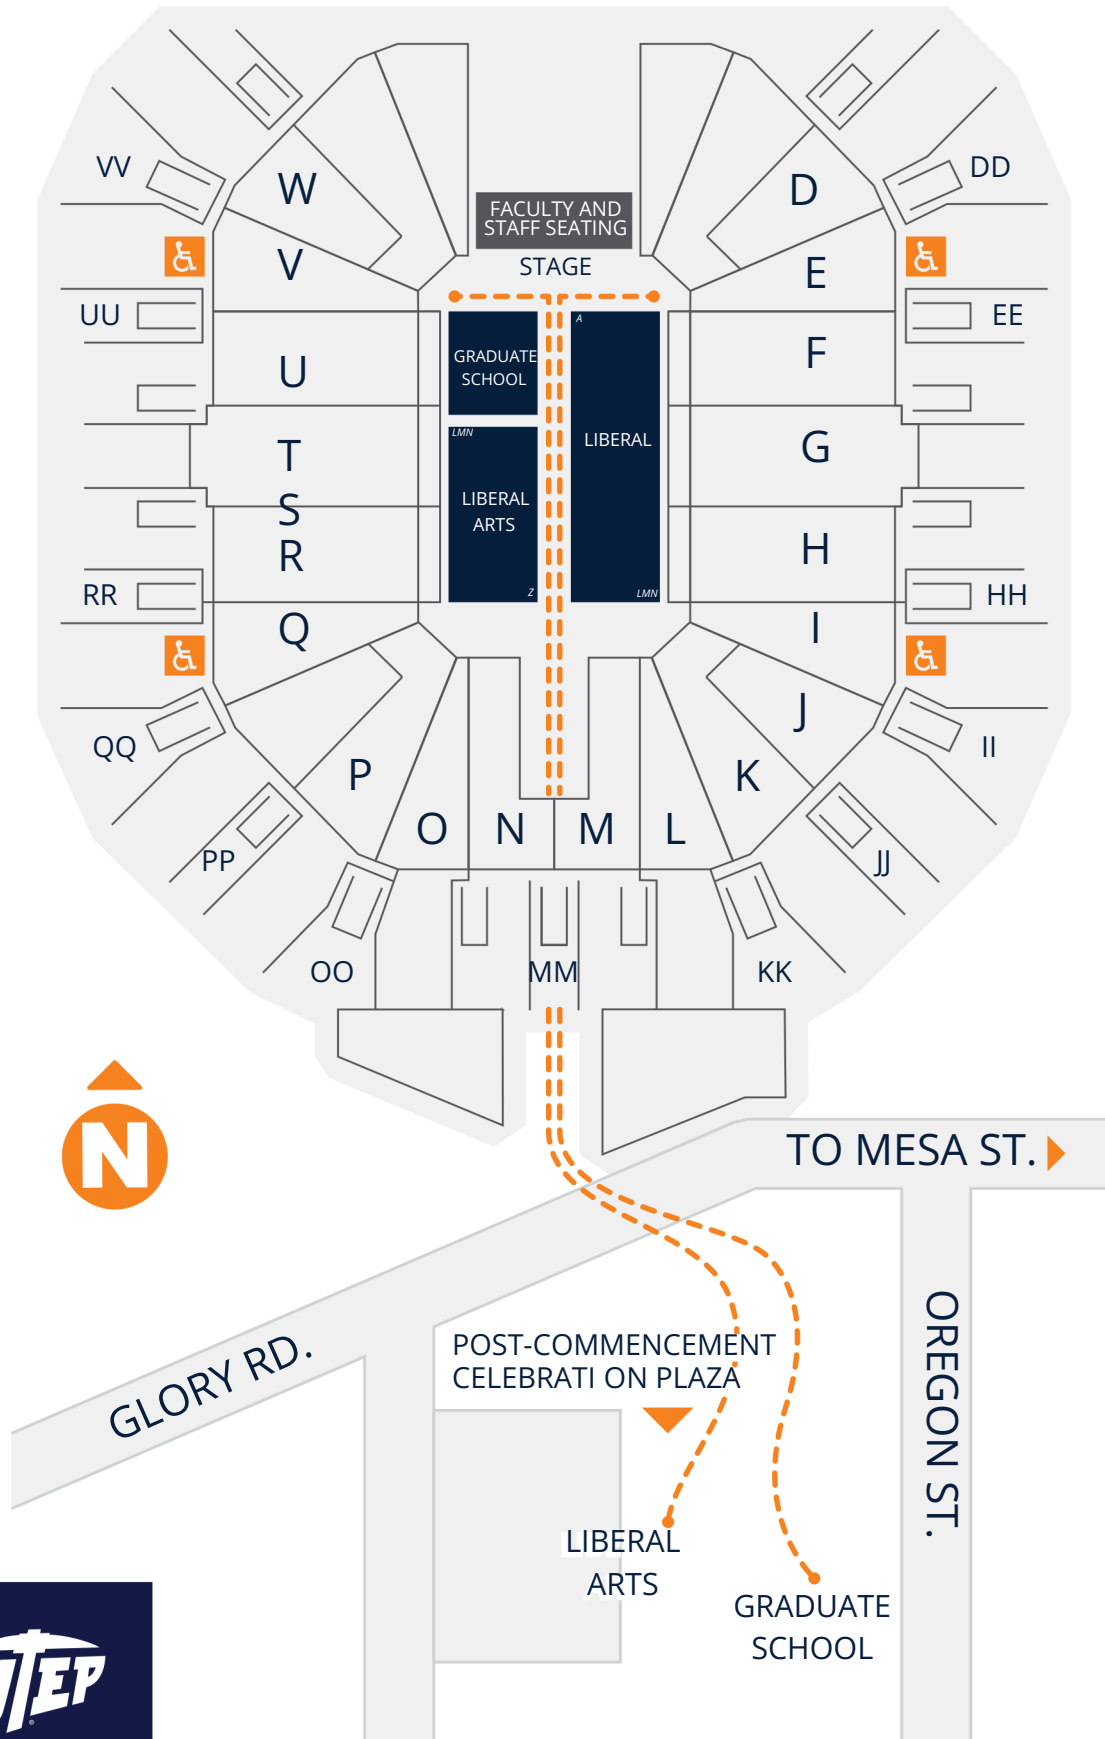 VV
W
D
DD
FACULTY AND
STAFF SEATING
V
E
STAGE
UU
EE
A
GRADUATE
SCHOOL
U
F
LMN
LIBERAL
T
G
LIBERAL
ARTS
S
R
H
RR
HH
Z
LMN
Q
I
QQ
J
II
P
K
O
N
M
L
PP
JJ
OO
MM
KK
N
TO MESA ST.
GLORY RD.
OREGON ST.
POST-COMMENCEMENT
CELEBRATI ON PLAZA
LIBERAL
ARTS
GRADUATE
SCHOOL
UTEP
®